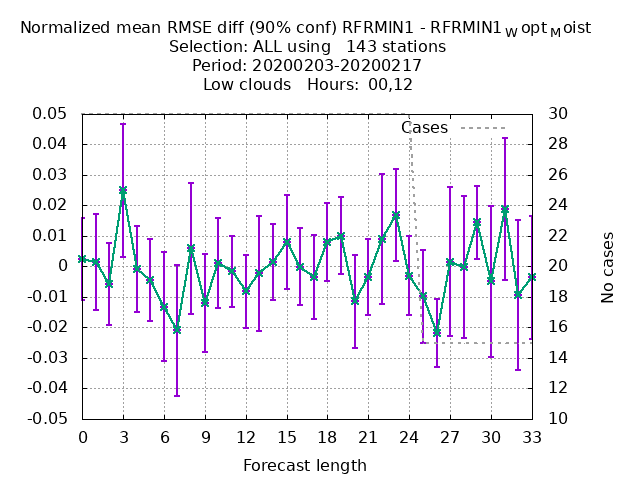 Normalized mean RMSE diff (90% conf) RFRMIN1 - RFRMIN1WoptMoist
Selection: ALL using 143 stations
Period: 20200203-20200217
Low clouds Hours: 00,12
0.05 30
Cases
0.04 28
0.03 26
0.02 24
0.01 22
0 20
-0.01 18
-0.02 16
-0.03 14
-0.04 12
-0.05 10
No cases
0 3 6 9 12 15 18 21 24 27 30 33
Forecast length